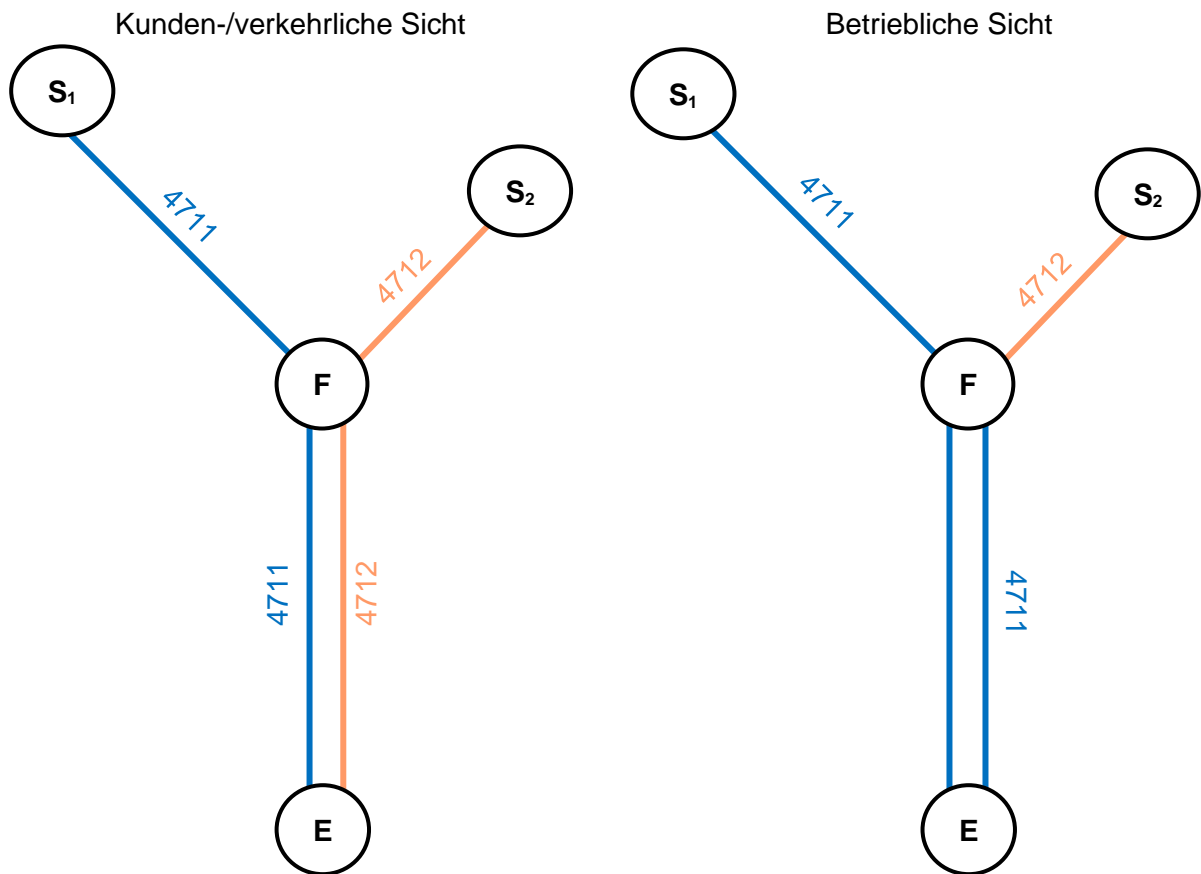 Kunden-/verkehrliche Sicht
S₁
S₂
4711
4712
F
4711
4712
E
Betriebliche Sicht
S₁
S₂
4711
4712
F
4711
E